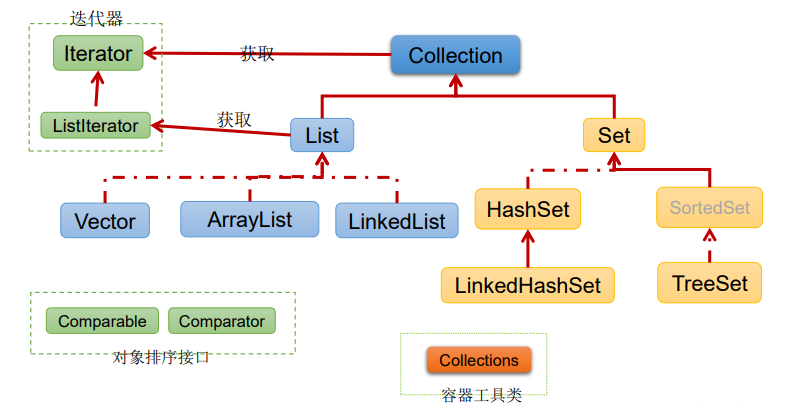 迭代器
Iterator
获取
Collection
ListIterator
获取
List
Set
Vector
ArrayList
LinkedList
HashSet
SortedSet
LinkedHashSet
TreeSet
Comparable
Comparator
对象排序接口
Collections
容器工具类